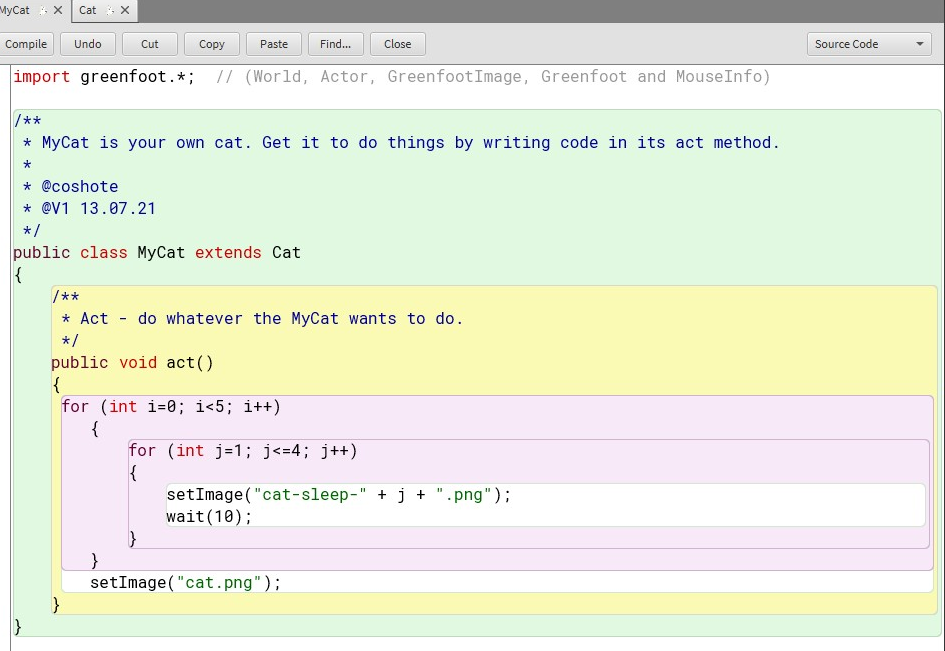 MyCat
Cat
Compile Undo Cut Copy Paste Find... Close Source Code
import greenfoot.*;  // (World, Actor, GreenfootImage, Greenfoot and MouseInfo)
/**
 * MyCat is your own cat. Get it to do things by writing code in its act method.
 *
 * @coshote
 * @V1 13.07.21
 */
public class MyCat extends Cat
{
    /**
     * Act - do whatever the MyCat wants to do.
     */
    public void act()
    {
     for (int i=0; i<5; i++)
        {
            for (int j=1; j<=4; j++)
            {
                setImage("cat-sleep-" + j + ".png");
                wait(10);
            }
        }
        setImage("cat.png");
    }
}